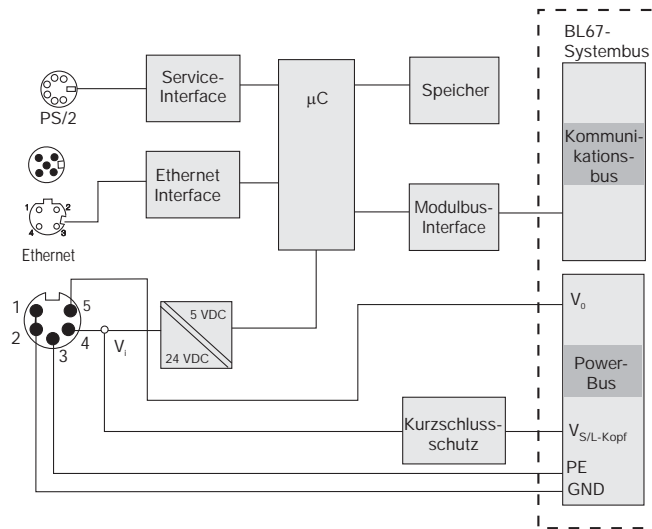 BL67-
Systembus
Service-
Interface
μC
Speicher
PS/2
Kommuni-
kations-
bus
Ethernet
Interface
Modulbus-
Interface
1
2
4
3
Ethernet
1
5
2
4
3
Vi
5 VDC
24 VDC
Vo
Power-
Bus
Kurzschluss-
schutz
VS/L-Kopf
PE
GND